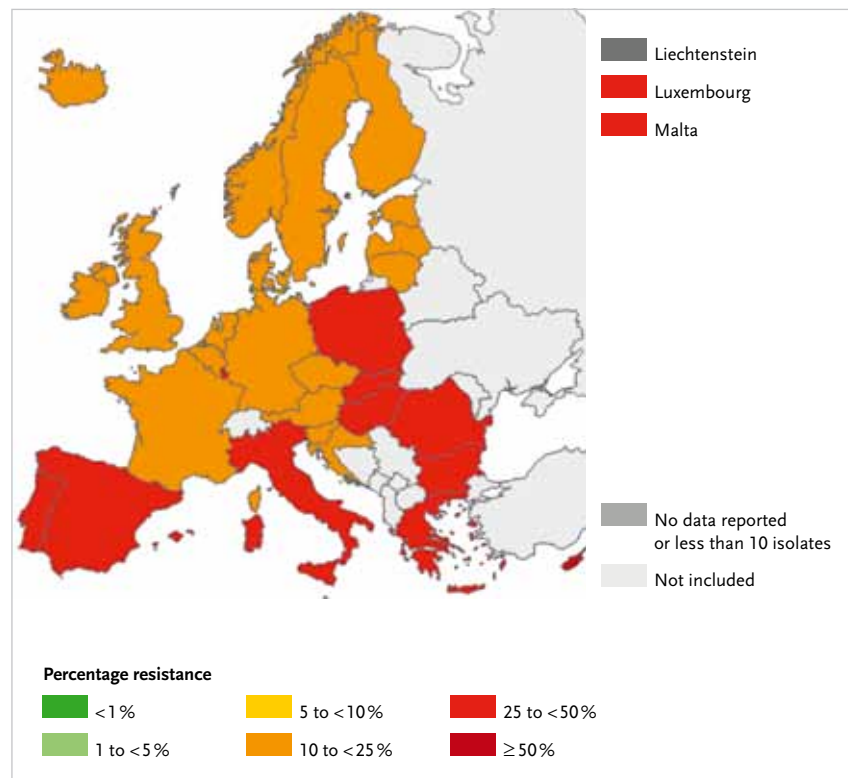 Liechtenstein
Luxembourg
Malta
No data reported
or less than 10 isolates
Not included
Percentage resistance
<1%
5 to <10%
25 to <50%
1 to <5%
10 to <25%
≥50%